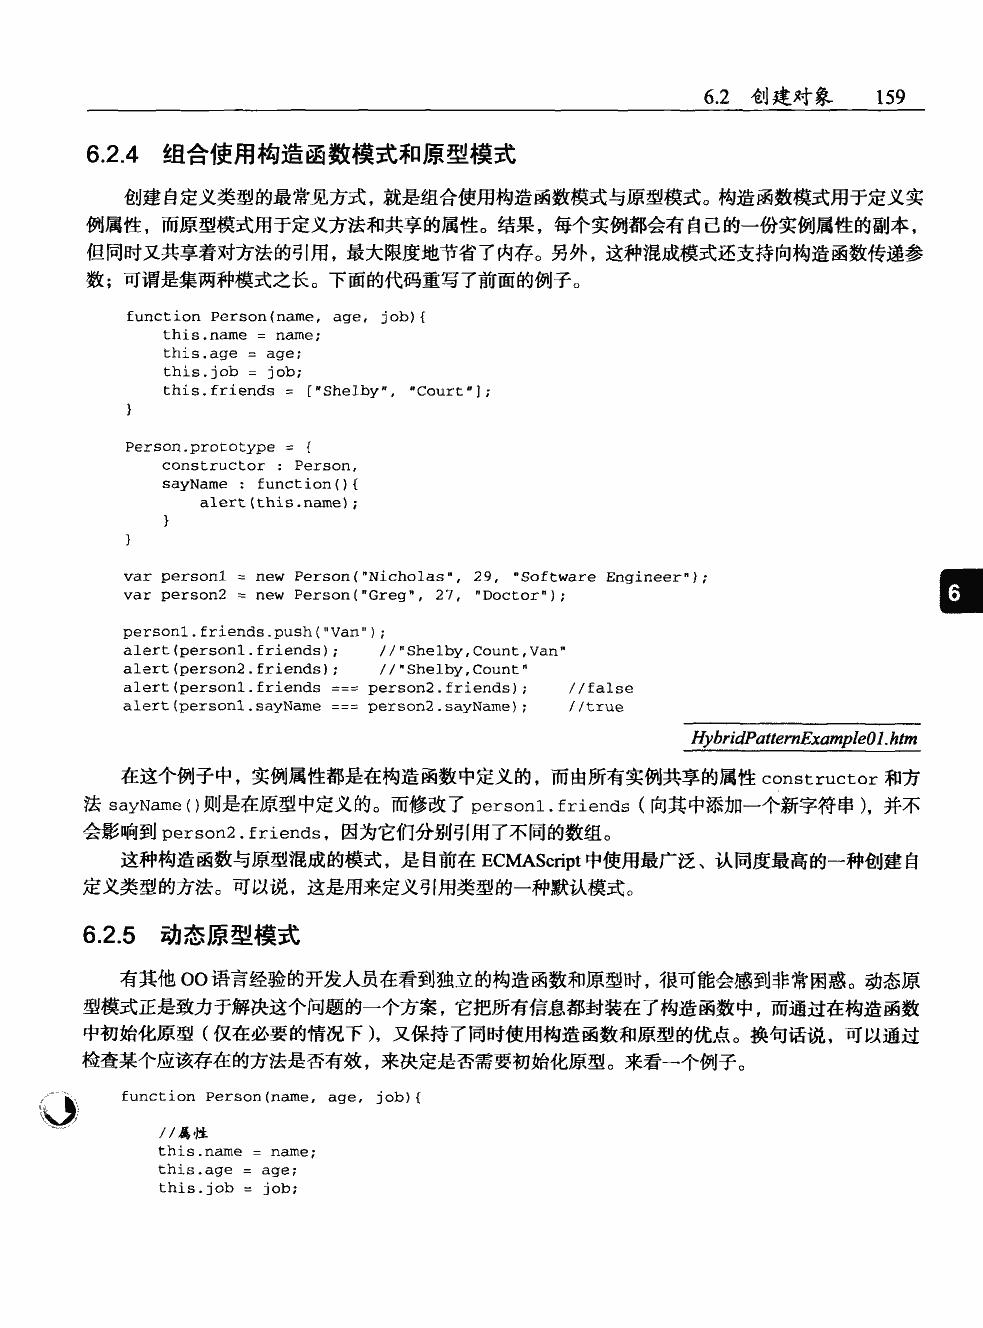 6.2 创建对象 159
6.2.4 组合使用构造函数模式和原型模式
创建自定义类型的最常见方式，就是组合使用构造函数模式与原型模式。构造函数模式用于定义实
例属性，而原型模式用于定义方法和共享的属性。结果，每个实例都会有自己的一份实例属性的副本，
但同时又共享着对方法的引用，最大限度地节省了内存。另外，这种混成模式还支持向构造函数传递参
数；可谓是集两种模式之长。下面的代码重写了前面的例子。
function Person(name, age, job){
this.name = name;
this.age = age;
this.job = job;
this.friends = ["Shelby", "Court"];
}
Person.prototype = {
constructor : Person,
sayName : function(){
alert(this.name);
}
}
var person1 = new Person("Nicholas", 29, "Software Engineer");
var person2 = new Person("Greg", 27, "Doctor");
6
person1.friends.push("Van");
alert(person1.friends); //"Shelby,Count,Van"
alert(person2.friends); //"Shelby,Count"
alert(person1.friends === person2.friends); //false
alert(person1.sayName === person2.sayName); //true
HybridPatternExample01.htm
在这个例子中，实例属性都是在构造函数中定义的，而由所有实例共享的属性 constructor 和方
法 sayName()则是在原型中定义的。而修改了 person1.friends（向其中添加一个新字符串），并不
会影响到 person2.friends，因为它们分别引用了不同的数组。
这种构造函数与原型混成的模式，是目前在 ECMAScript 中使用最广泛、认同度最高的一种创建自
定义类型的方法。可以说，这是用来定义引用类型的一种默认模式。
6.2.5 动态原型模式
有其他 OO 语言经验的开发人员在看到独立的构造函数和原型时，很可能会感到非常困惑。动态原
型模式正是致力于解决这个问题的一个方案，它把所有信息都封装在了构造函数中，而通过在构造函数
中初始化原型（仅在必要的情况下），又保持了同时使用构造函数和原型的优点。换句话说，可以通过
检查某个应该存在的方法是否有效，来决定是否需要初始化原型。来看一个例子。
function Person(name, age, job){
//属性
this.name = name;
this.age = age;
this.job = job;